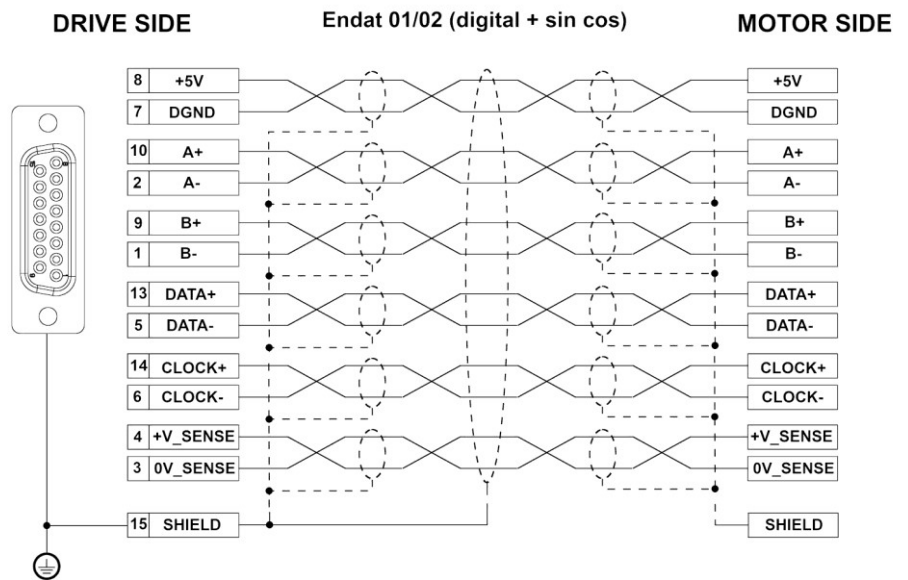 DRIVE SIDE Endat 01/02 (digital + sin cos) MOTOR SIDE
8 +5V +5V
7 DGND DGND
10 A+ A+
2 A- A-
9 B+ B+
1 B- B-
13 DATA+ DATA+
5 DATA- DATA-
14 CLOCK+ CLOCK+
6 CLOCK- CLOCK-
4 +V_SENSE +V_SENSE
3 0V_SENSE 0V_SENSE
15 SHIELD SHIELD